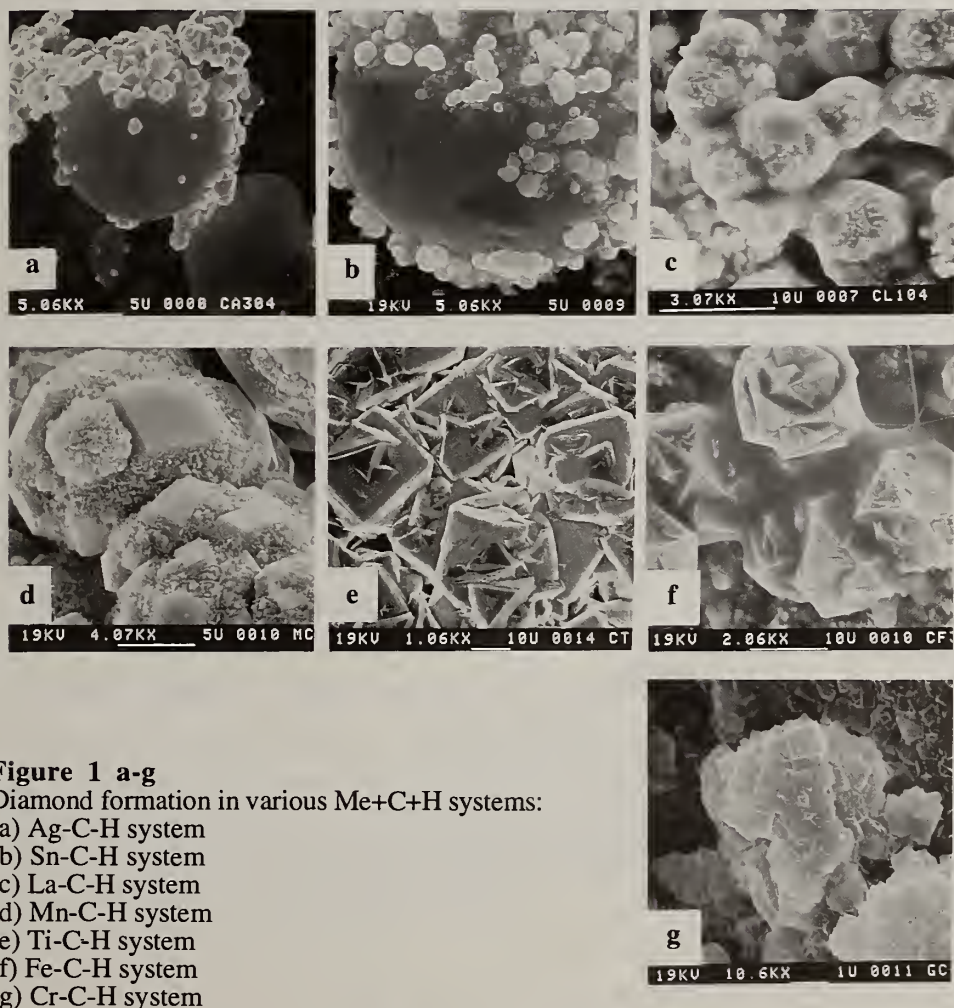 a
5.06KX 5U 0008 CA304
b
19KV 5.06KX 5U 0009
c
3.07KX 10U 0007 CL104
d
19KV 4.07KX 5U 0010 MC
e
19KV 1.06KX 10U 0014 CT
f
19KV 2.06KX 10U 0010 CF3
g
19KV 10.6KX 1U 0011 GC
Figure 1 a-g
Diamond formation in various Me+C+H systems:
a) Ag-C-H system
b) Sn-C-H system
c) La-C-H system
d) Mn-C-H system
e) Ti-C-H system
f) Fe-C-H system
g) Cr-C-H system